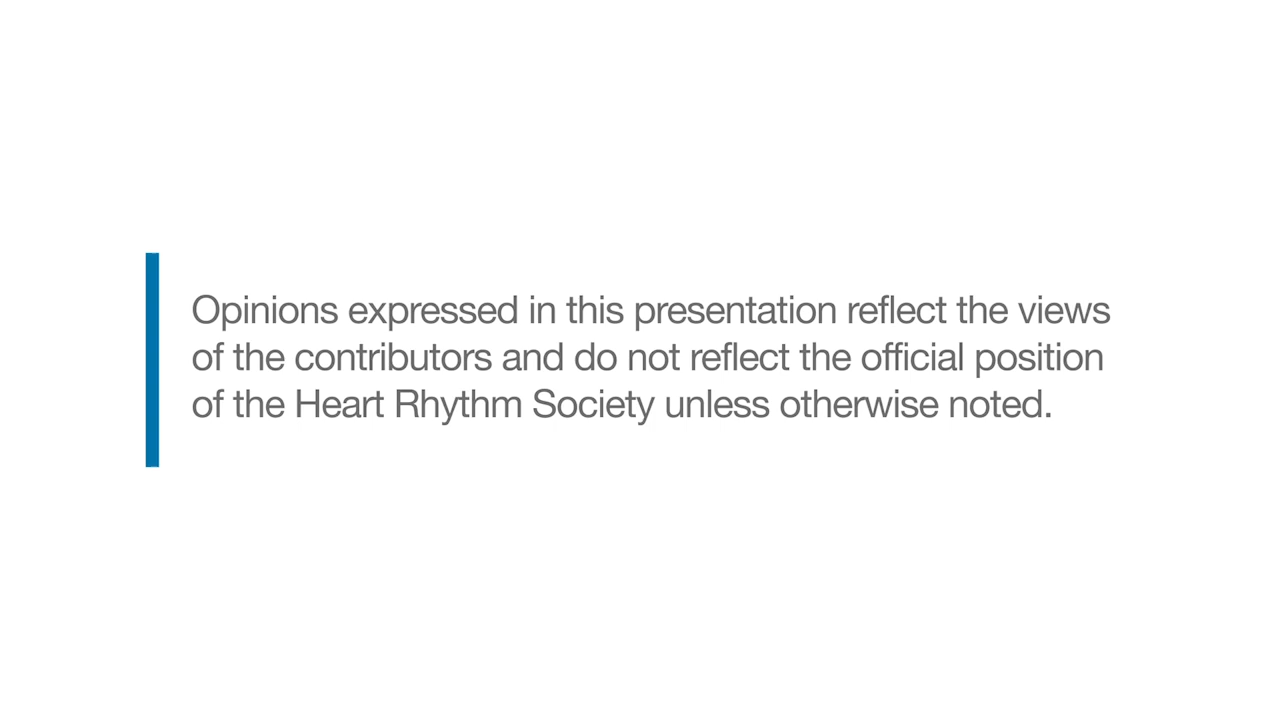 Opinions expressed in this presentation reflect the views
of the contributors and do not reflect the official position
of the Heart Rhythm Society unless otherwise noted.